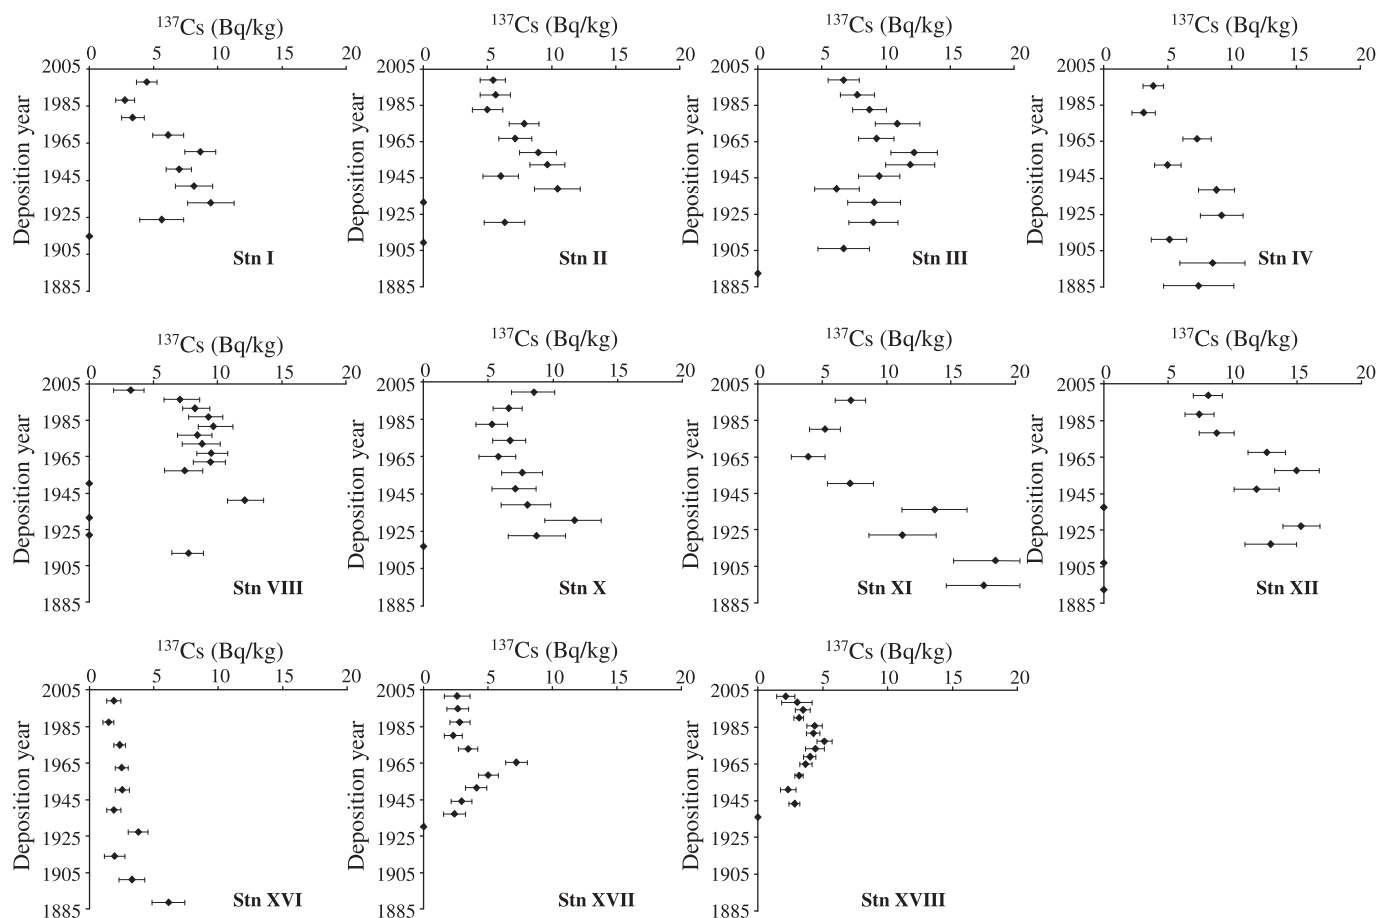 137Cs (Bq/kg) 137Cs (Bq/kg) 137Cs (Bq/kg) 137Cs (Bq/kg)
0 5 10 15 20 0 5 10 15 20 0 5 10 15 20 0 5 10 15 20
2005 2005 2005 2005
1985 1985 1985 1985
1965 1965 1965 1965
1945 1945 1945 1945
1925 1925 1925 1925
1905 1905 1905 1905
1885 1885 1885 1885
Deposition year Deposition year Deposition year Deposition year
Stn I Stn II Stn III Stn IV
137Cs (Bq/kg) 137Cs (Bq/kg) 137Cs (Bq/kg) 137Cs (Bq/kg)
0 5 10 15 20 0 5 10 15 20 0 5 10 15 20 0 5 10 15 20
2005 2005 2005 2005
1985 1985 1985 1985
1965 1965 1965 1965
1945 1945 1945 1945
1925 1925 1925 1925
1905 1905 1905 1905
1885 1885 1885 1885
Deposition year Deposition year Deposition year Deposition year
Stn VIII Stn X Stn XI Stn XII
137Cs (Bq/kg) 137Cs (Bq/kg) 137Cs (Bq/kg)
0 5 10 15 20 0 5 10 15 20 0 5 10 15 20
2005 2005 2005
1985 1985 1985
1965 1965 1965
1945 1945 1945
1925 1925 1925
1905 1905 1905
1885 1885 1885
Deposition year Deposition year Deposition year
Stn XVI Stn XVII Stn XVIII